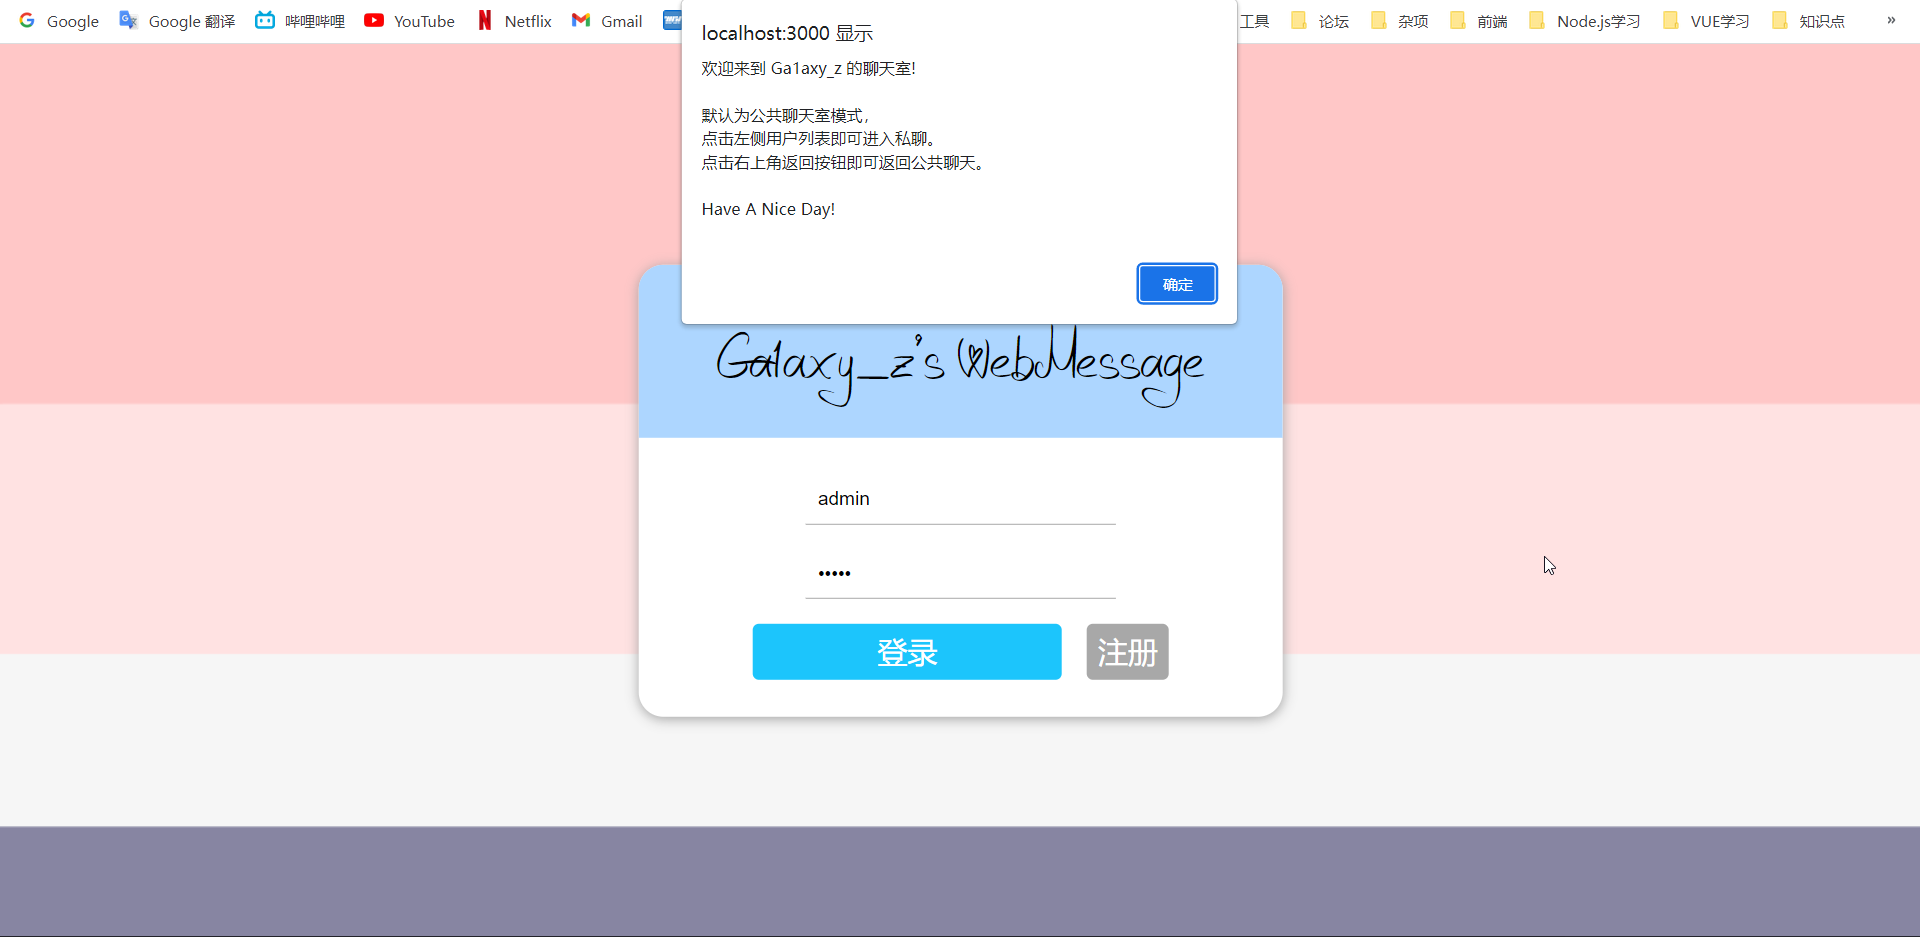 Google
Google 翻译
哔哩哔哩
YouTube
Netflix
Gmail
工具
论坛
杂项
前端
Node.js学习
VUE学习
知识点
»
localhost:3000 显示
欢迎来到 Ga1axy_z 的聊天室!
默认为公共聊天室模式，
点击左侧用户列表即可进入私聊。
点击右上角返回按钮即可返回公共聊天。
Have A Nice Day!
确定
Ga1axy_z's WebMessage
admin
•••••
登录
注册